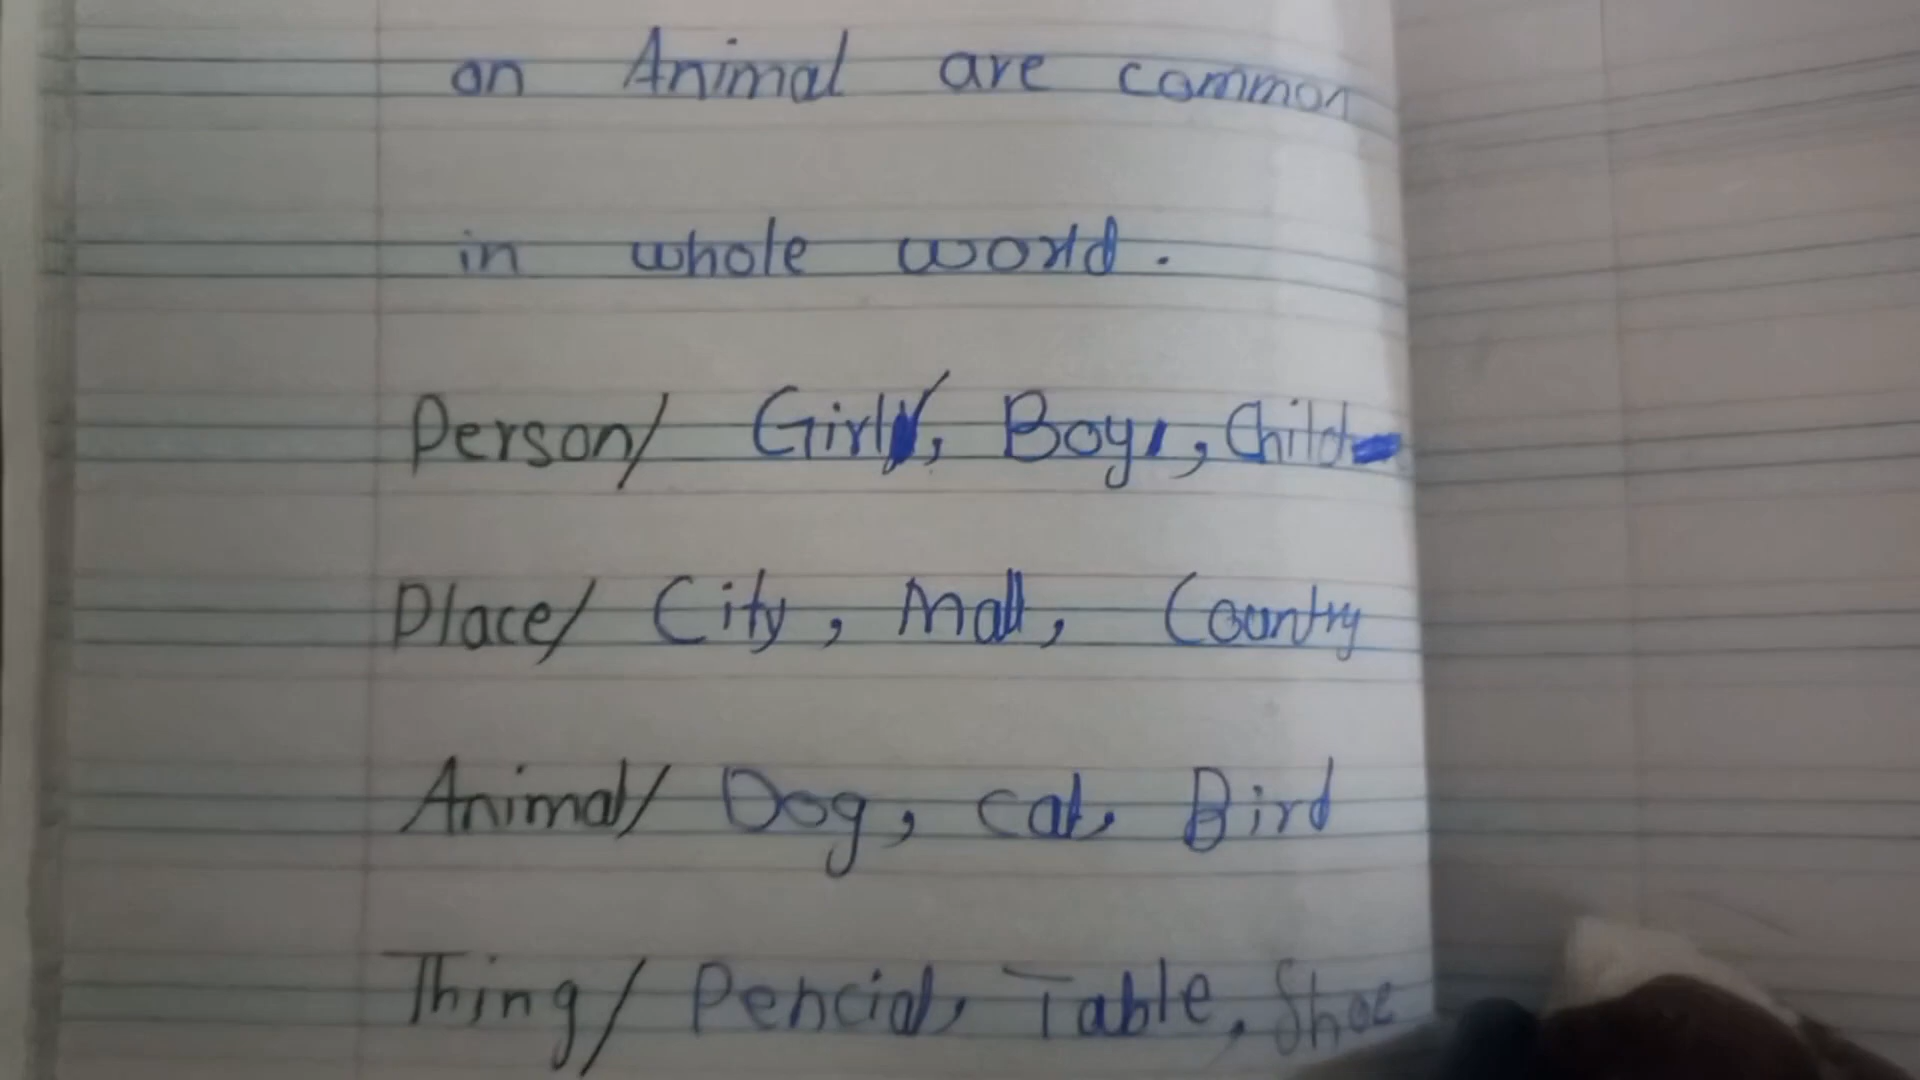 on Animal are common
in whole world.
Person/ Girl, Boy, Child
Place/ City, Mall, Country
Animal/ Dog, cat, Bird
Thing/ Pencial, Table, Shoe